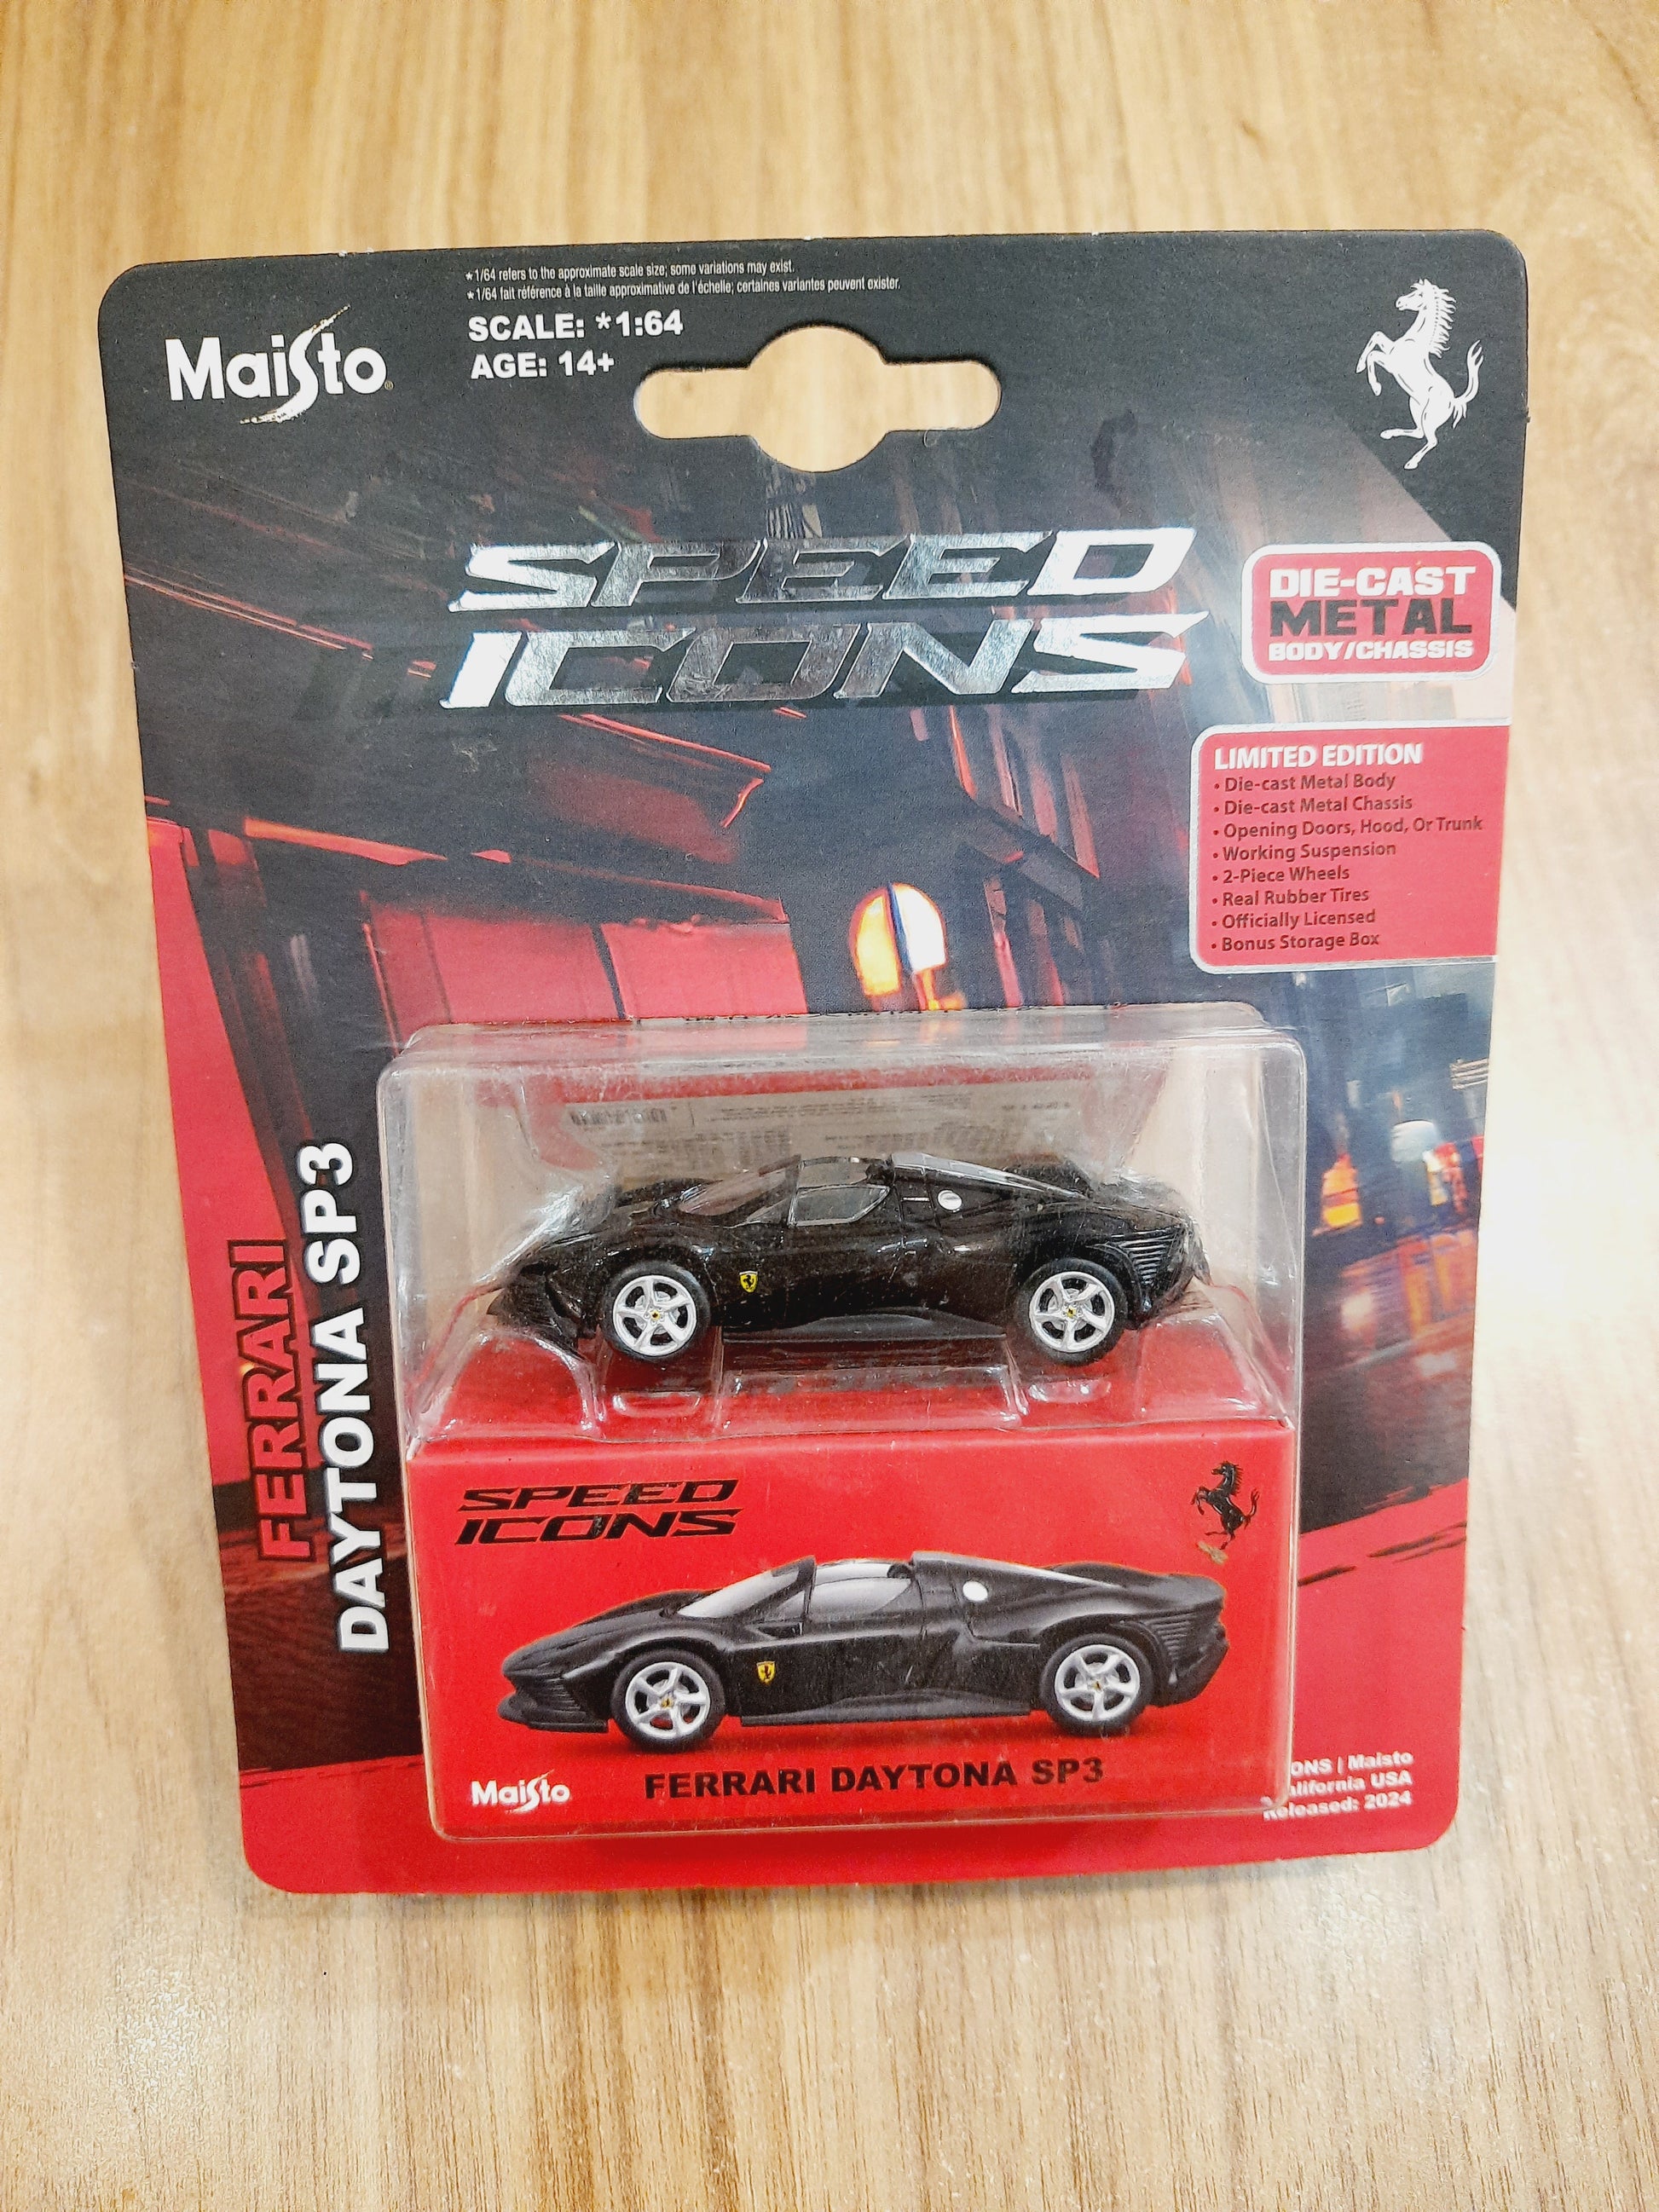 *1/64 refers to the approximate scale size; some variations may exist.
*1/64 fait référence à la taille approximative de l'échelle; certaines variantes peuvent exister.
Maisto
SCALE: *1:64
AGE: 14+
SPEED
ICONS
DIE-CAST
METAL
BODY/CHASSIS
LIMITED EDITION
• Die-cast Metal Body
• Die-cast Metal Chassis
• Opening Doors, Hood, Or Trunk
• Working Suspension
• 2-Piece Wheels
• Real Rubber Tires
• Officially Licensed
• Bonus Storage Box
FERRARI
DAYTONA SP3
SPEED
ICONS
Maisto
FERRARI DAYTONA SP3
ONS / Maisto
alifornia USA
Released: 2024